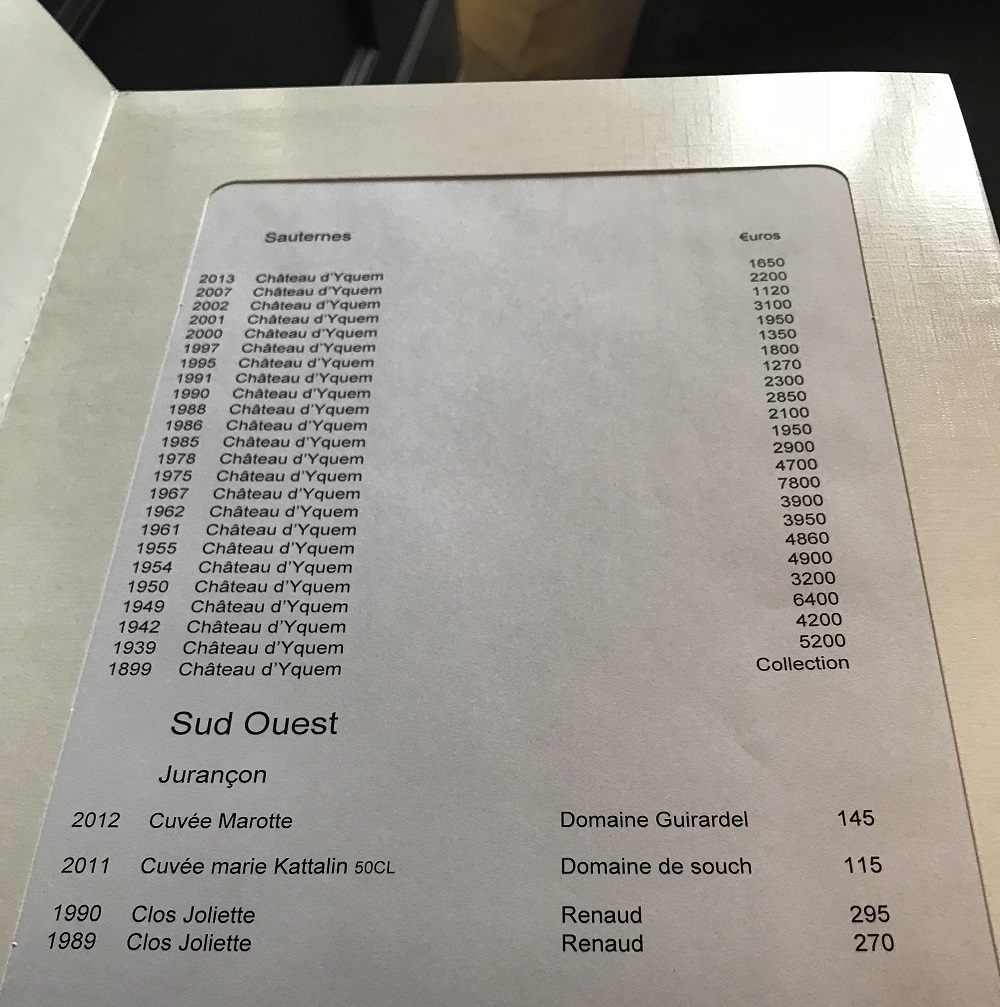 Sauternes €uros
2013 Château d'Yquem 1650
2007 Château d'Yquem 2200
2002 Château d'Yquem 1120
2001 Château d'Yquem 3100
2000 Château d'Yquem 1950
1997 Château d'Yquem 1350
1995 Château d'Yquem 1800
1991 Château d'Yquem 1270
1990 Château d'Yquem 2300
1988 Château d'Yquem 2850
1986 Château d'Yquem 2100
1985 Château d'Yquem 1950
1978 Château d'Yquem 2900
1975 Château d'Yquem 4700
1967 Château d'Yquem 7800
1962 Château d'Yquem 3900
1961 Château d'Yquem 3950
1955 Château d'Yquem 4860
1954 Château d'Yquem 4900
1950 Château d'Yquem 3200
1949 Château d'Yquem 6400
1942 Château d'Yquem 4200
1939 Château d'Yquem 5200
1899 Château d'Yquem Collection
Sud Ouest
Jurançon
2012 Cuvée Marotte Domaine Guirardel 145
2011 Cuvée marie Kattalin 50CL Domaine de souch 115
1990 Clos Joliette Renaud 295
1989 Clos Joliette Renaud 270